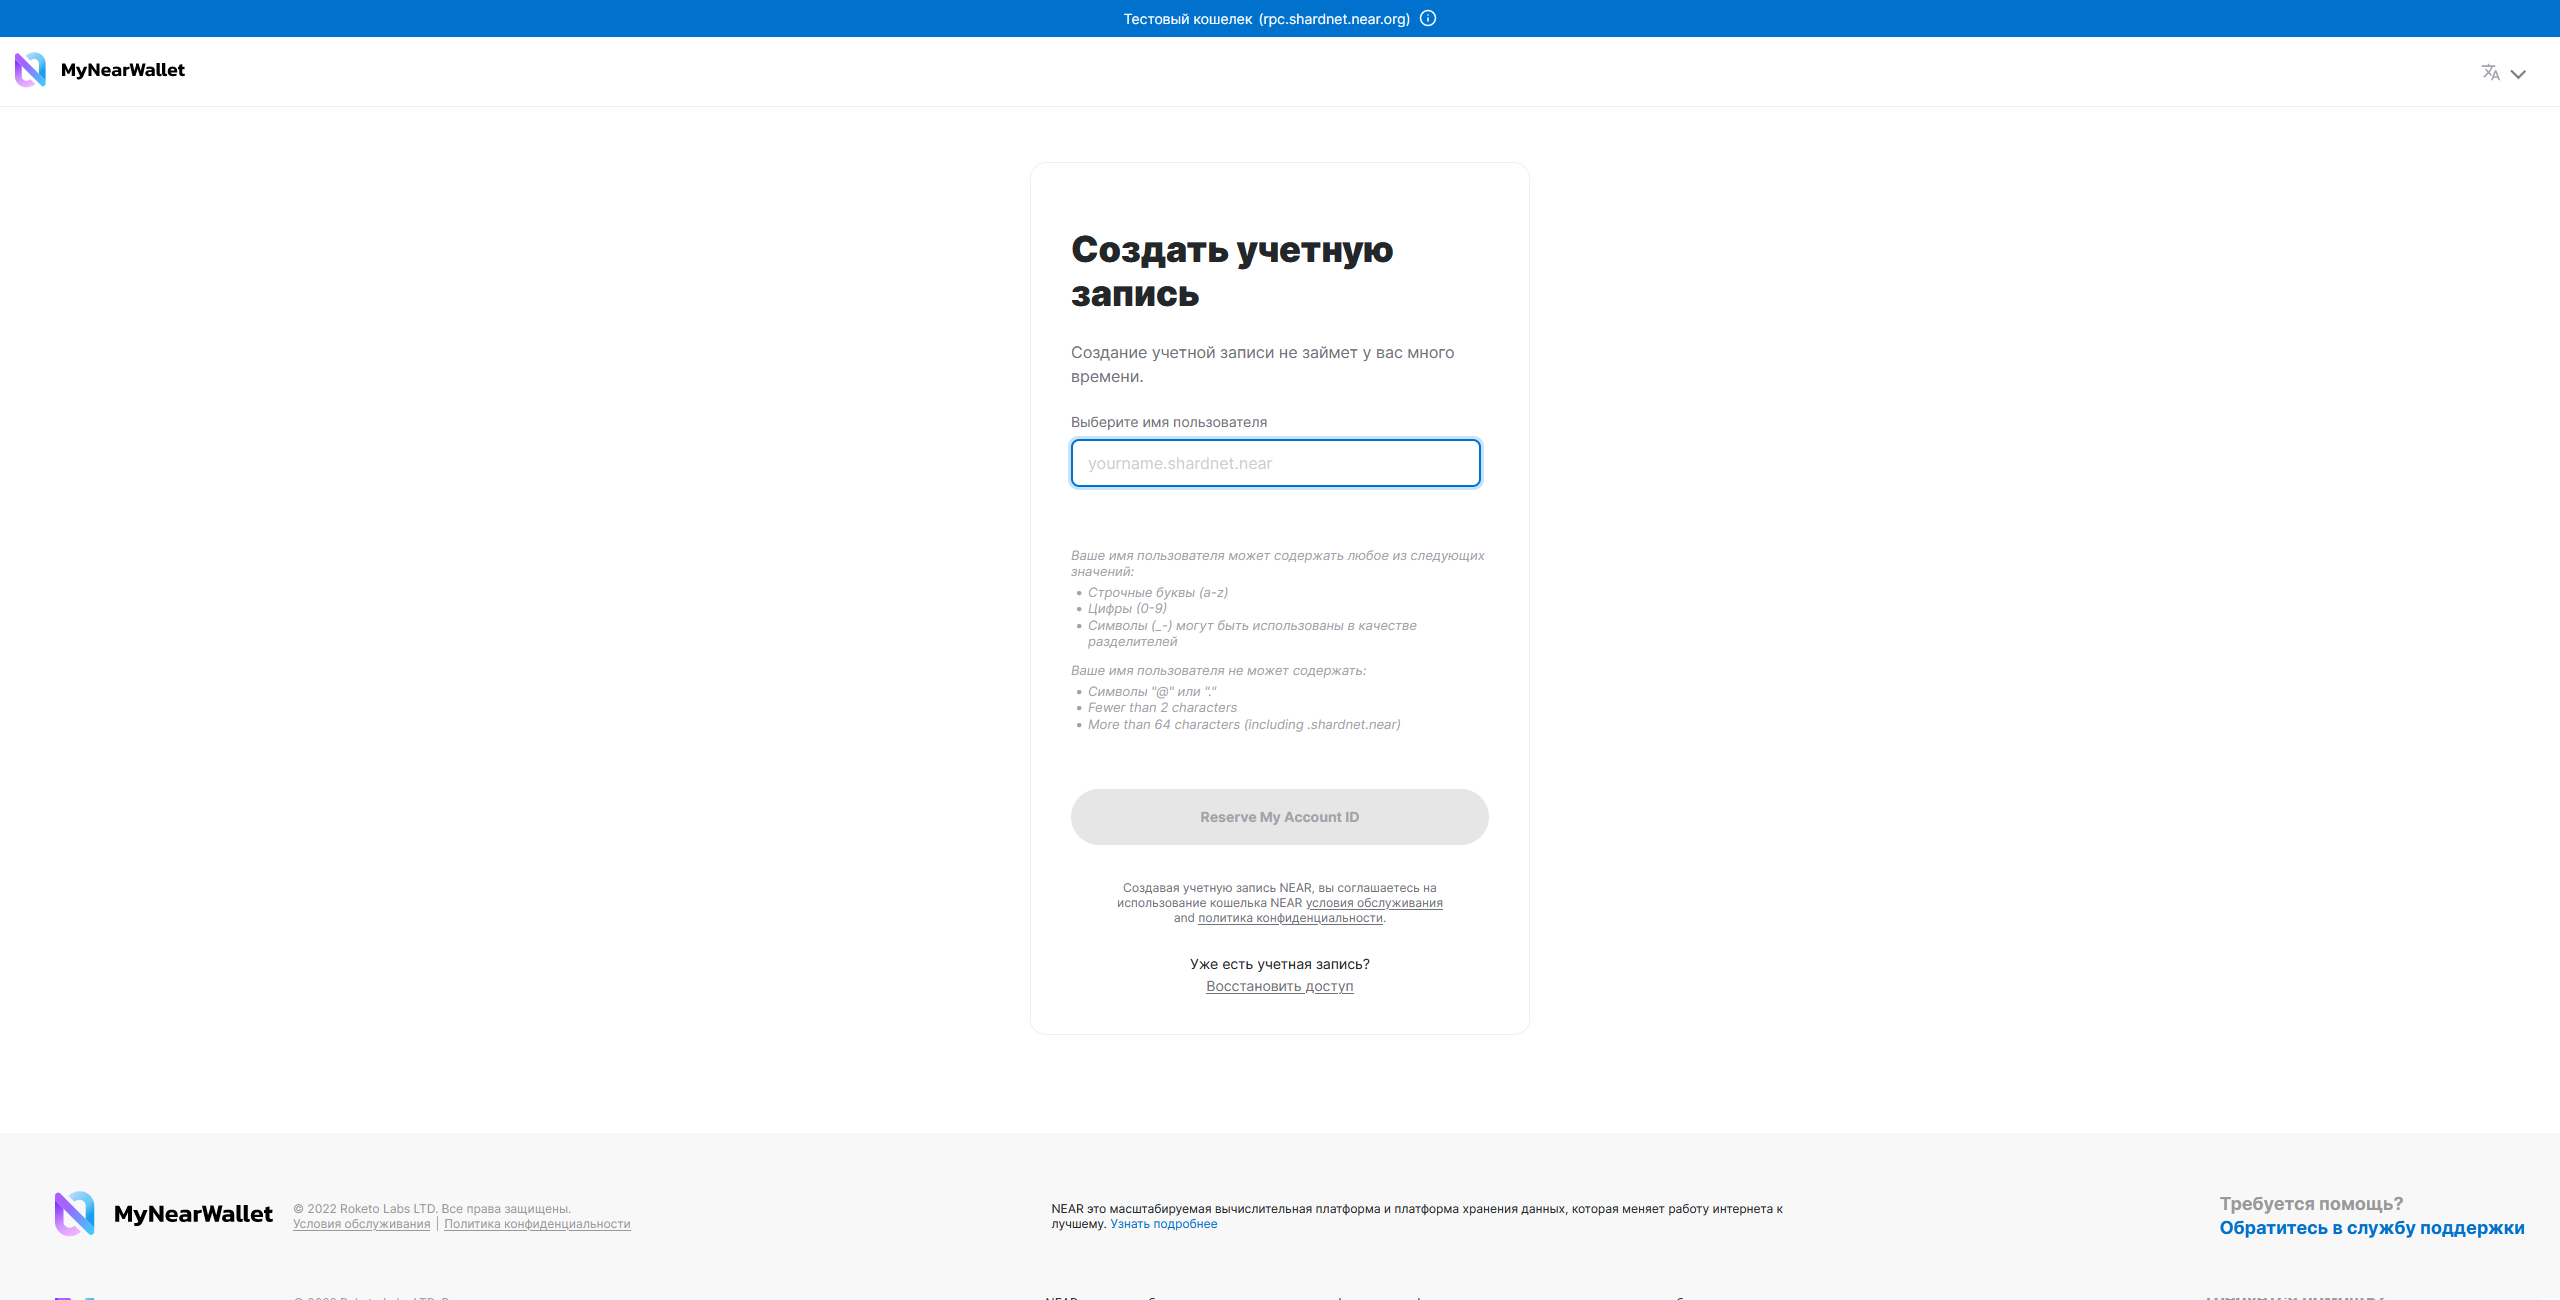 Тестовый кошелек (rpc.shardnet.near.org)
MyNearWallet
Создать учетную
запись
Создание учетной записи не займет у вас много
времени.
Выберите имя пользователя
yourname.shardnet.near
Ваше имя пользователя может содержать любое из следующих
значений:
• Строчные буквы (a-z)
• Цифры (0-9)
• Символы (_-) могут быть использованы в качестве
разделителей
Ваше имя пользователя не может содержать:
• Символы "@" или "."
• Fewer than 2 characters
• More than 64 characters (including .shardnet.near)
Reserve My Account ID
Создавая учетную запись NEAR, вы соглашаетесь на
использование кошелька NEAR условия обслуживания
and политика конфиденциальности.
Уже есть учетная запись?
Восстановить доступ
MyNearWallet
© 2022 Roketo Labs LTD. Все права защищены.
Условия обслуживания | Политика конфиденциальности
NEAR это масштабируемая вычислительная платформа и платформа хранения данных, которая меняет работу интернета к
лучшему. Узнать подробнее
Требуется помощь?
Обратитесь в службу поддержки